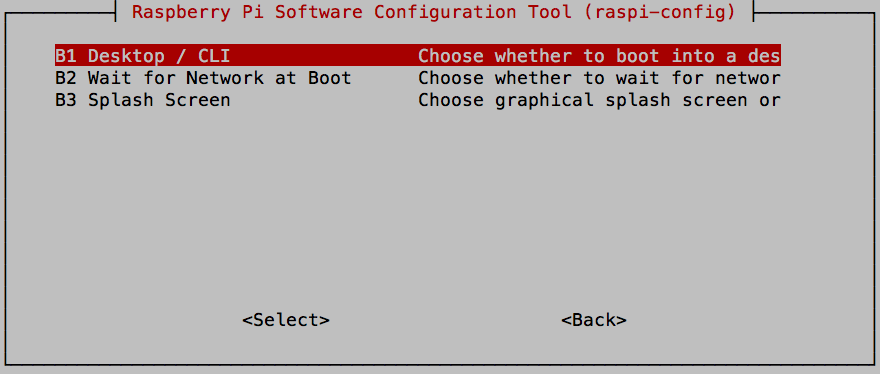 Raspberry Pi Software Configuration Tool (raspi-config)
B1 Desktop / CLI Choose whether to boot into a des
B2 Wait for Network at Boot Choose whether to wait for networ
B3 Splash Screen Choose graphical splash screen or
<Select> <Back>